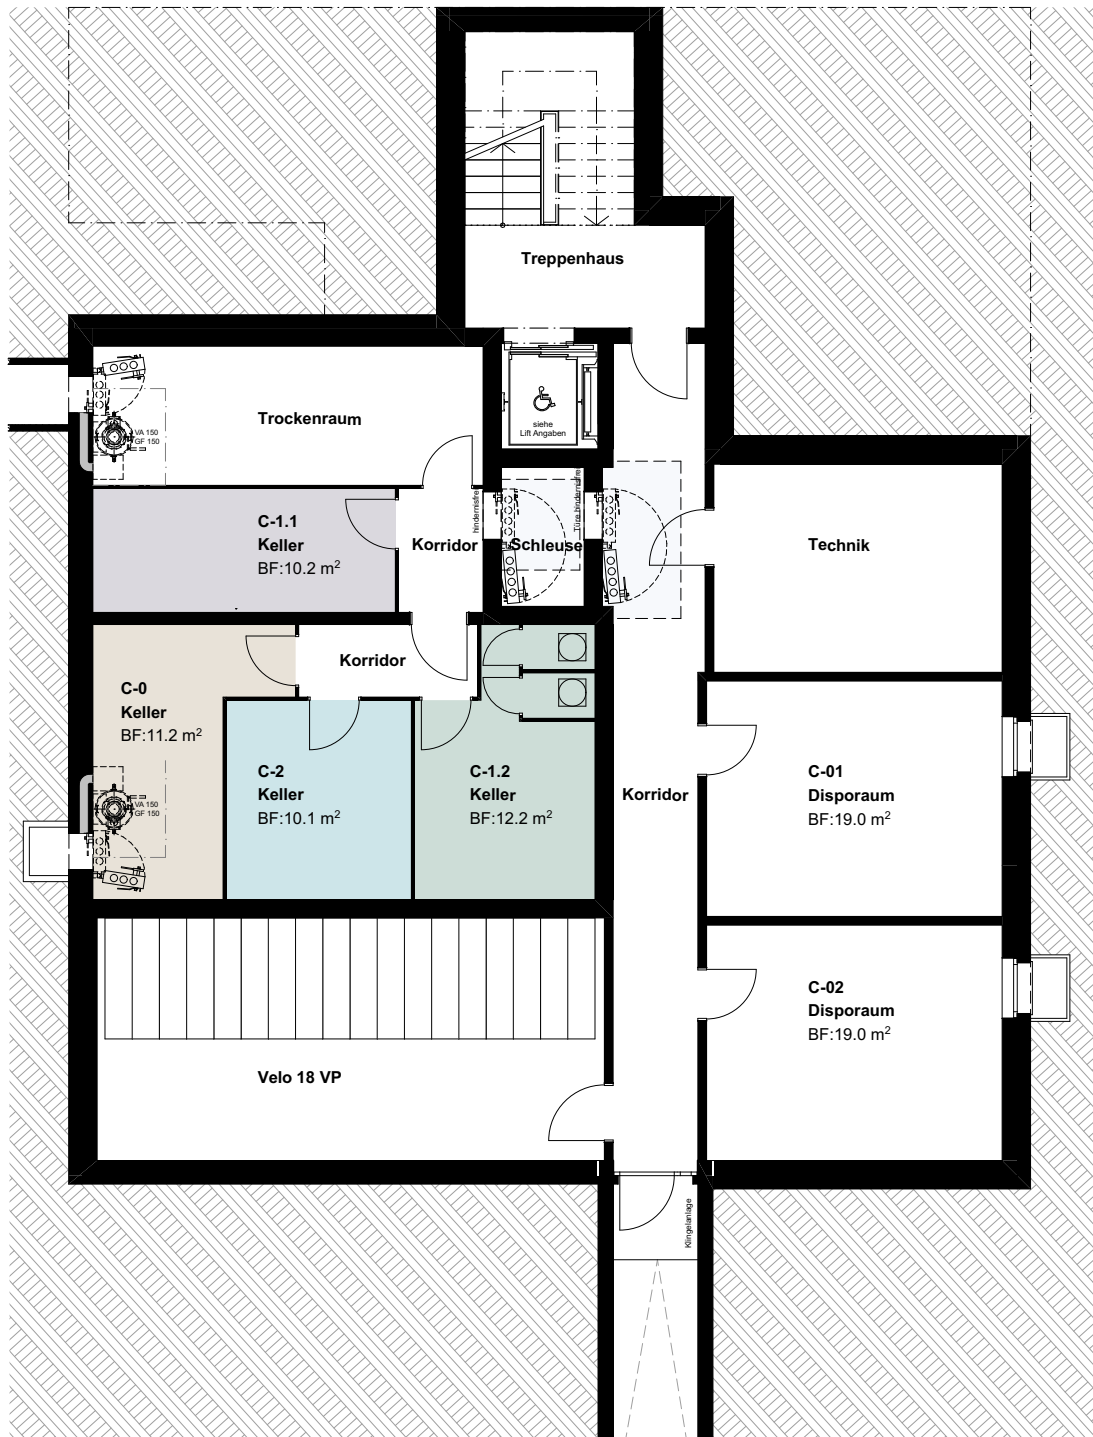 Treppenhaus
Trockenraum
VA 150
GF 150
siehe
Lift Angaben
hindernisfrei
Türe hindernisfrei
C-1.1
Keller
BF:10.2 m²
Korridor
Schleuse
Technik
Korridor
C-0
Keller
BF:11.2 m²
VA 150
GF 150
C-2
Keller
BF:10.1 m²
C-1.2
Keller
BF:12.2 m²
Korridor
C-01
Disporaum
BF:19.0 m²
C-02
Disporaum
BF:19.0 m²
Velo 18 VP
Klingelanlage